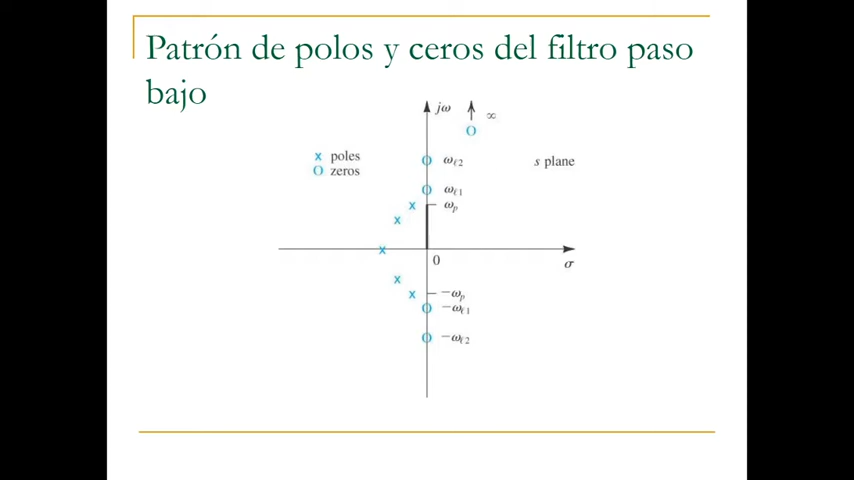 Patrón de polos y ceros del filtro paso
bajo
jω
∞
O
x poles
O zeros
ωℓ2
s plane
ωℓ1
ωp
0
σ
−ωp
−ωℓ1
−ωℓ2